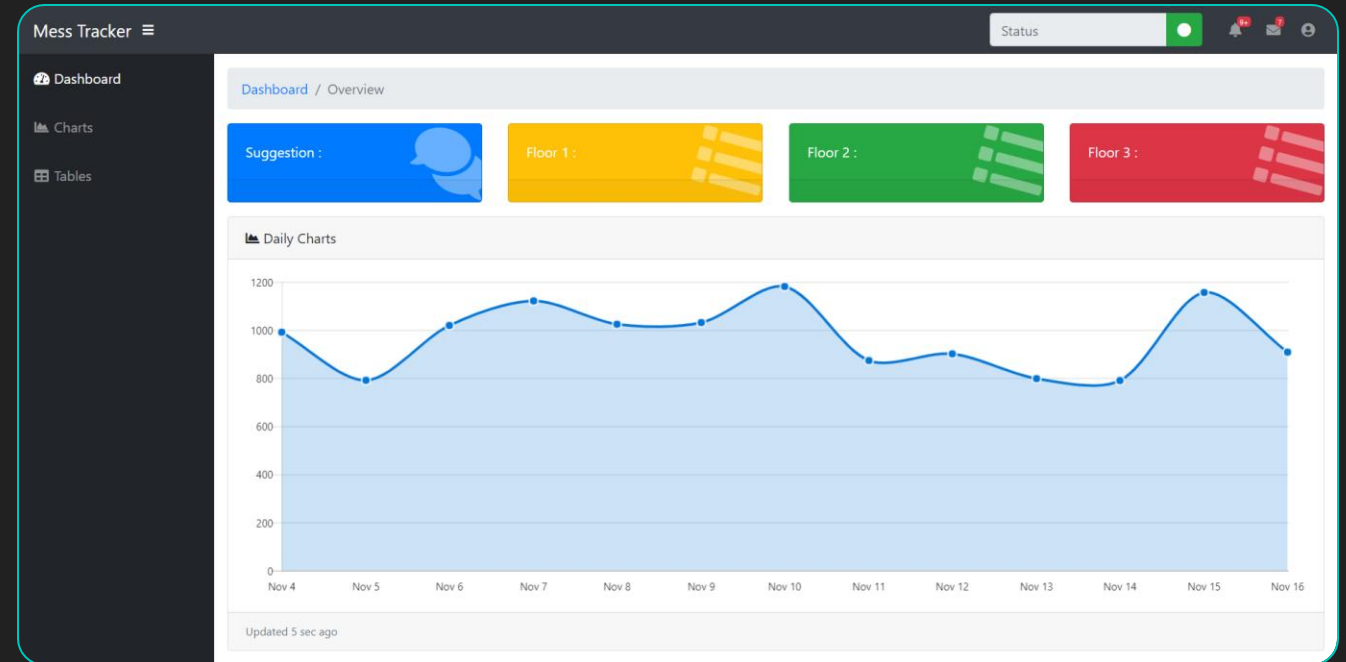 Mess Tracker
Status
9+
7
Dashboard
Charts
Tables
Dashboard / Overview
Suggestion :
Floor 1 :
Floor 2 :
Floor 3 :
Daily Charts
1200
1000
800
600
400
200
0
Nov 4 Nov 5 Nov 6 Nov 7 Nov 8 Nov 9 Nov 10 Nov 11 Nov 12 Nov 13 Nov 14 Nov 15 Nov 16
Updated 5 sec ago